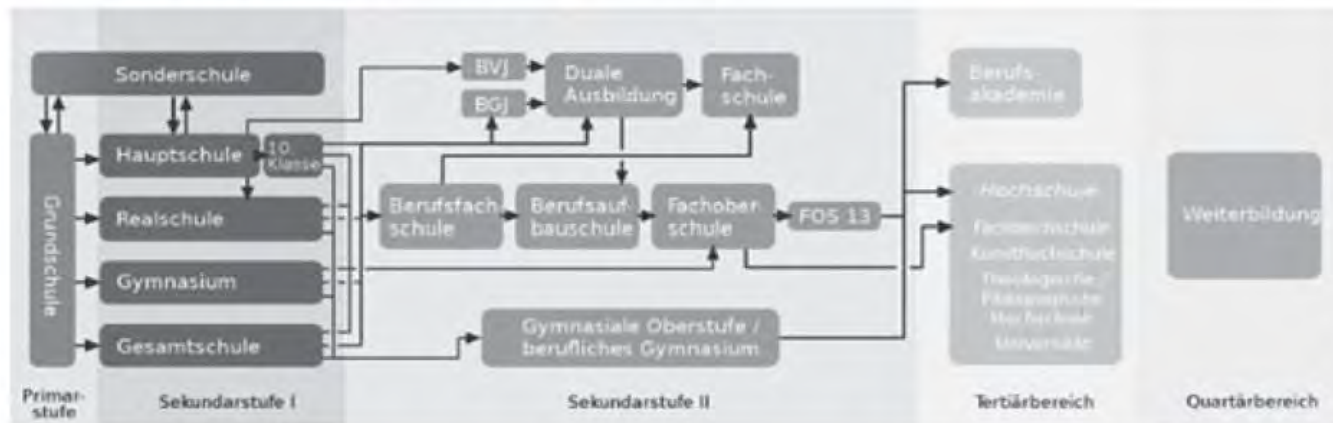 Sonderschule
BVJ
Duale
Ausbildung
Fach-
schule
Berufs
akademie
BGJ
Hauptschule
10.
Klasse
Grundschule
Realschule
Berufsfach
schule
Berufsauf
bauschule
Fachober
schule
FOS 13
Hochschule
Fachhochschule
Kunsthochschule
Theologische /
Weiterbildung
Gymnasium
Gesamtschule
Gymnasiale Oberstufe /
berufliches Gymnasium
Primar-
stufe
Sekundarstufe I
Sekundarstufe II
Tertiärbereich
Quartärbereich